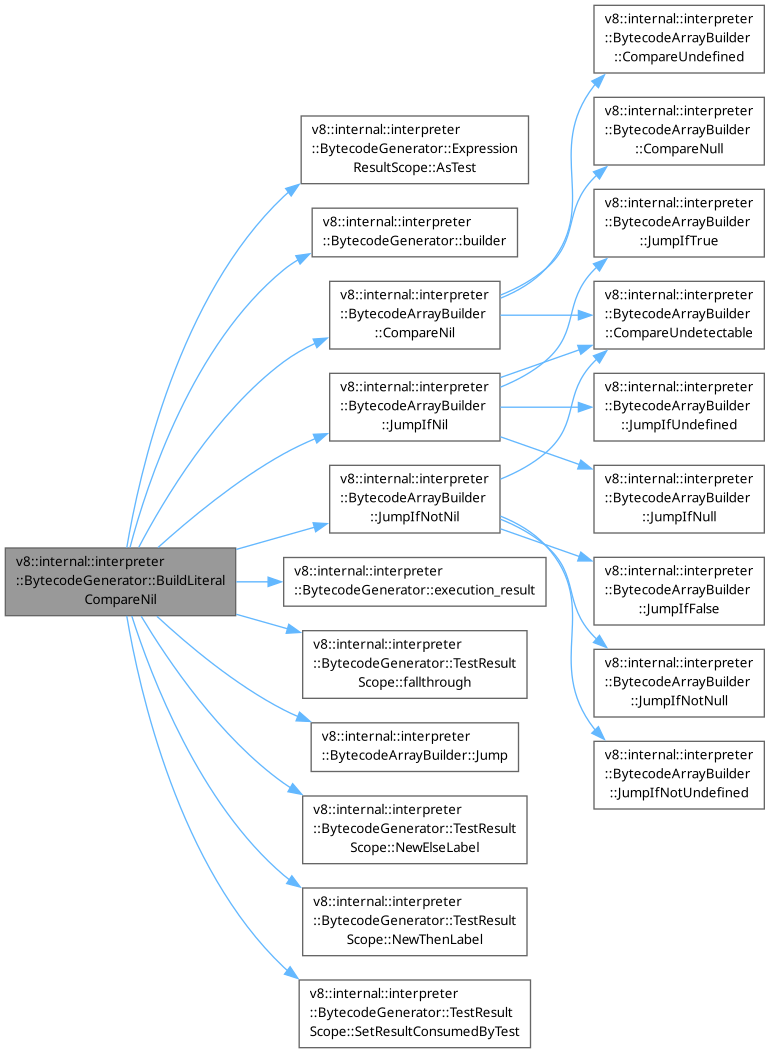 v8::internal::interpreter
::BytecodeGenerator::BuildLiteral
CompareNil
v8::internal::interpreter
::BytecodeGenerator::Expression
ResultScope::AsTest
v8::internal::interpreter
::BytecodeGenerator::builder
v8::internal::interpreter
::BytecodeArrayBuilder
::CompareNil
v8::internal::interpreter
::BytecodeArrayBuilder
::JumpIfNil
v8::internal::interpreter
::BytecodeArrayBuilder
::JumpIfNotNil
v8::internal::interpreter
::BytecodeGenerator::execution_result
v8::internal::interpreter
::BytecodeGenerator::TestResult
Scope::fallthrough
v8::internal::interpreter
::BytecodeArrayBuilder::Jump
v8::internal::interpreter
::BytecodeGenerator::TestResult
Scope::NewElseLabel
v8::internal::interpreter
::BytecodeGenerator::TestResult
Scope::NewThenLabel
v8::internal::interpreter
::BytecodeGenerator::TestResult
Scope::SetResultConsumedByTest
v8::internal::interpreter
::BytecodeArrayBuilder
::CompareUndefined
v8::internal::interpreter
::BytecodeArrayBuilder
::CompareNull
v8::internal::interpreter
::BytecodeArrayBuilder
::JumpIfTrue
v8::internal::interpreter
::BytecodeArrayBuilder
::CompareUndetectable
v8::internal::interpreter
::BytecodeArrayBuilder
::JumpIfUndefined
v8::internal::interpreter
::BytecodeArrayBuilder
::JumpIfNull
v8::internal::interpreter
::BytecodeArrayBuilder
::JumpIfFalse
v8::internal::interpreter
::BytecodeArrayBuilder
::JumpIfNotNull
v8::internal::interpreter
::BytecodeArrayBuilder
::JumpIfNotUndefined